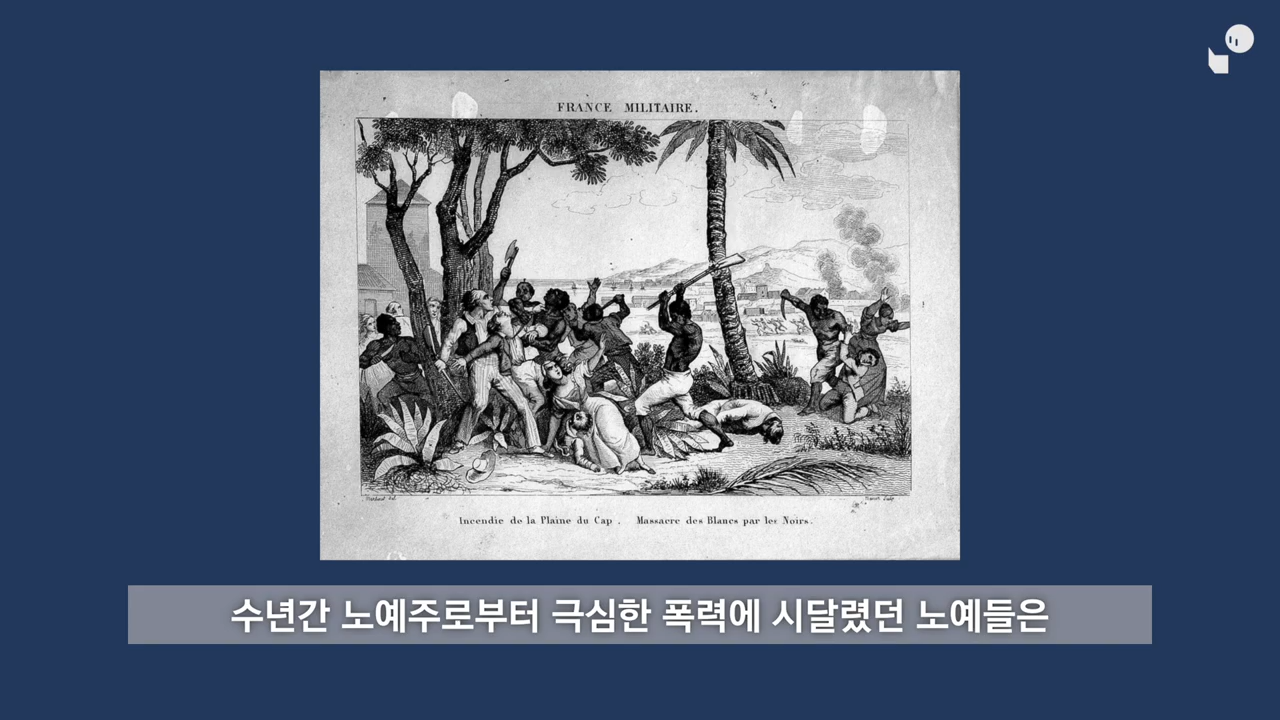 FRANCE MILITAIRE.
Incendie de la Plaine du Cap . Massacre des Blancs par les Noirs.
수년간 노예주로부터 극심한 폭력에 시달렸던 노예들은